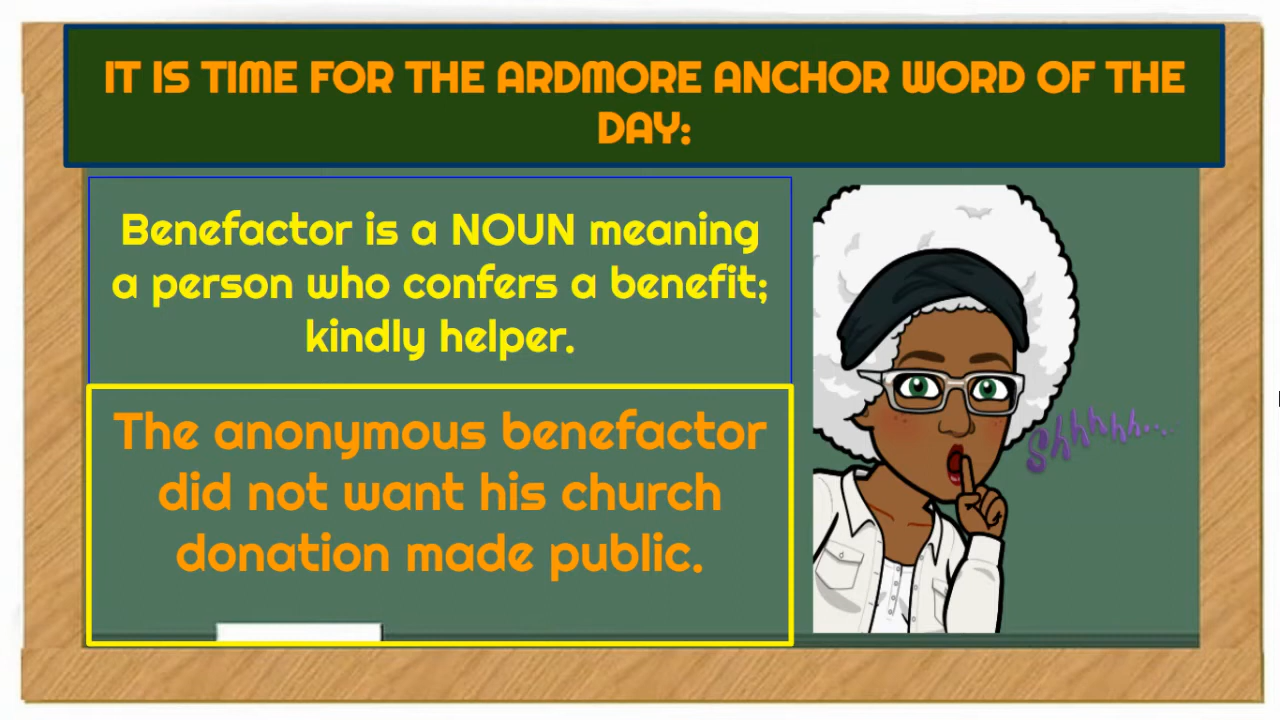 IT IS TIME FOR THE ARDMORE ANCHOR WORD OF THE
DAY:
Benefactor is a NOUN meaning
a person who confers a benefit;
kindly helper.
The anonymous benefactor
did not want his church
donation made public.
Shhhhh...